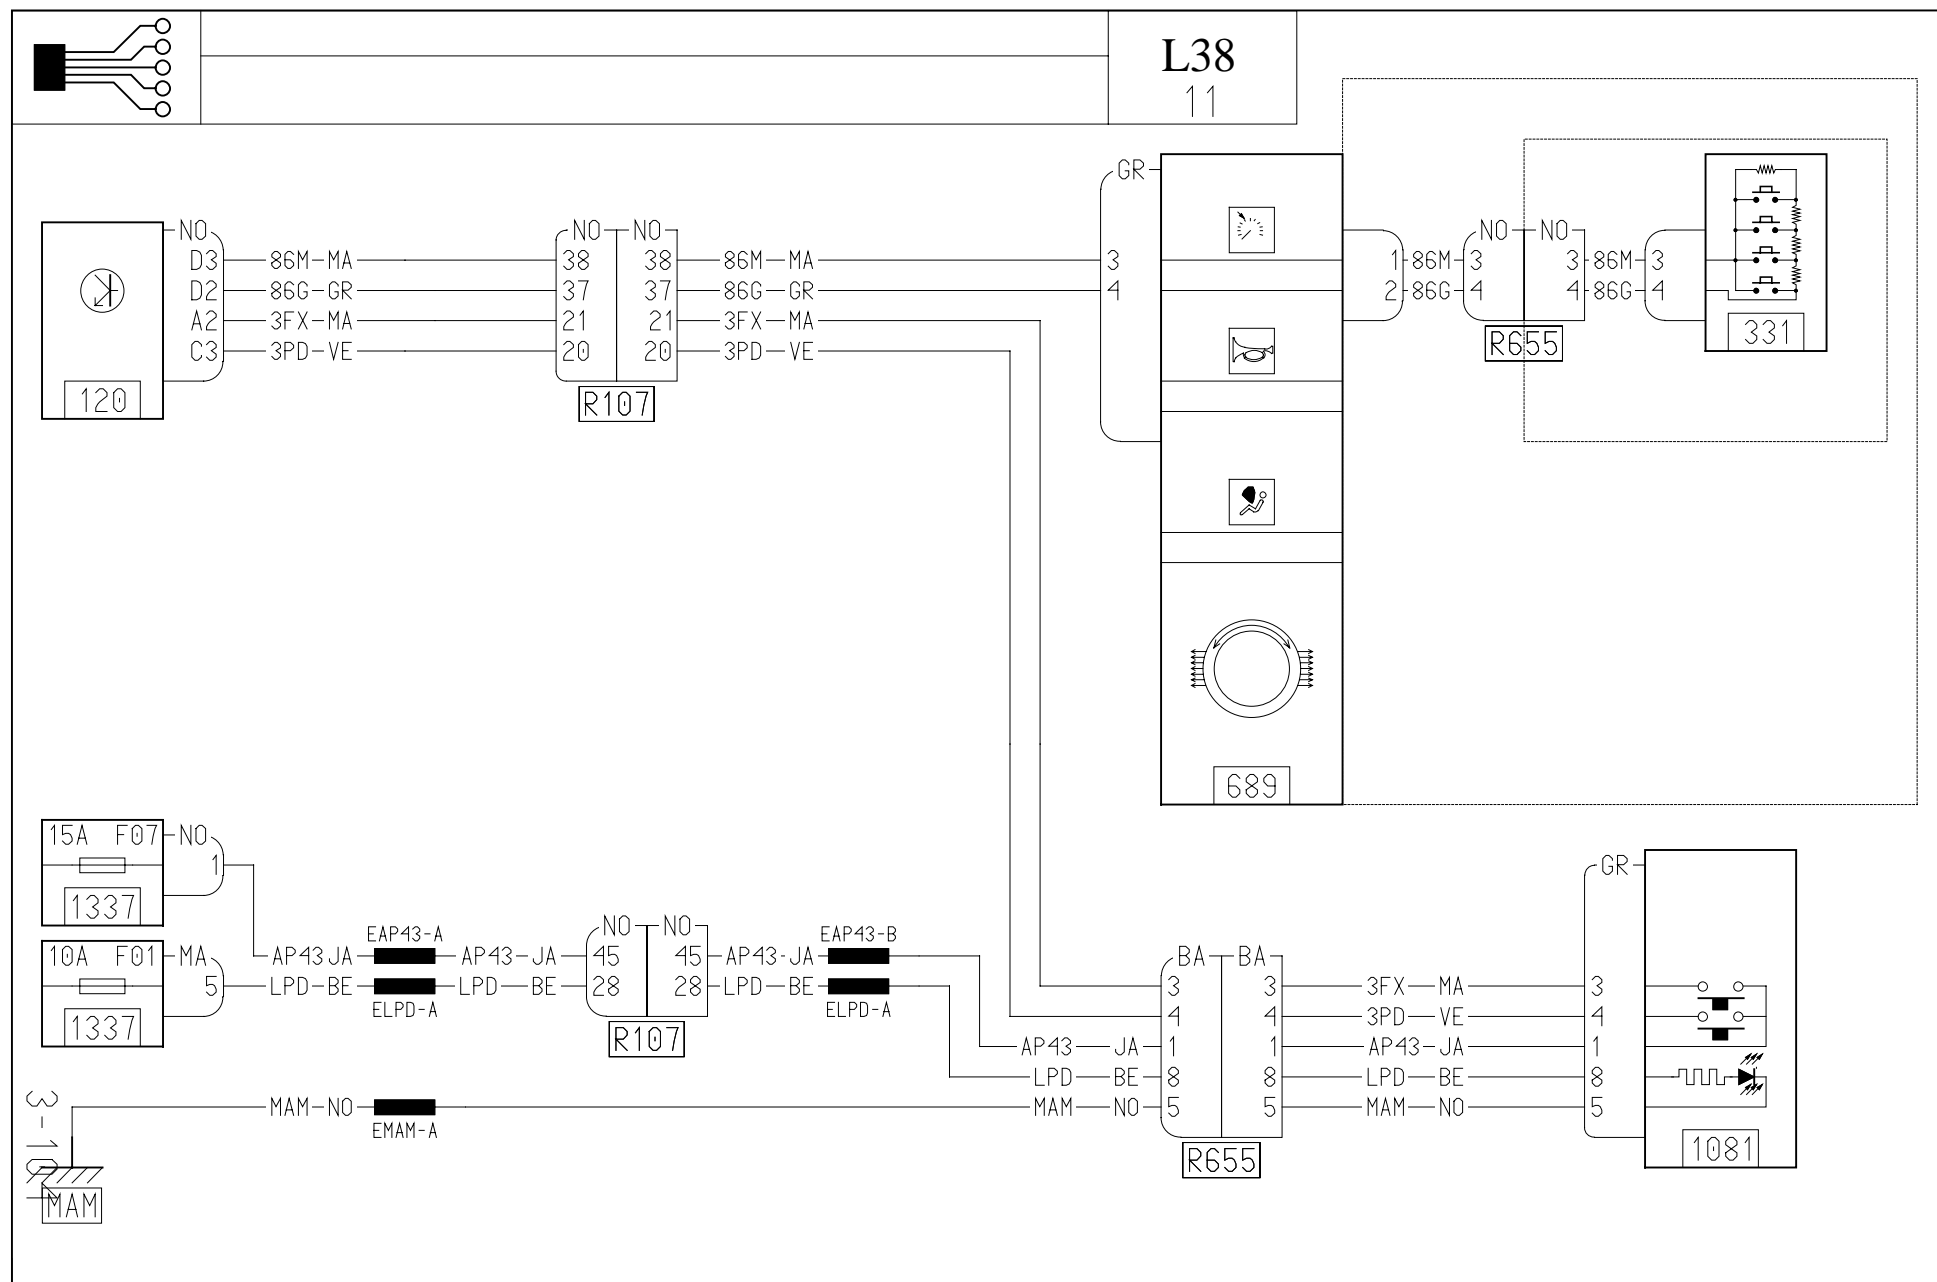 L38
11
GR
NO NO NO
D3 86M MA 38 38 86M MA 3
D2 86G GR 37 37 86G GR 4
A2 3FX MA 21 21 3FX MA
C3 3PD VE 20 20 3PD VE
120
R107
NO NO
1 86M 3 3 86M 3
2 86G 4 4 86G 4
R655
331
689
15A F07 NO
1
1337
10A F01 MA
5
1337
EAP43-A
AP43 JA AP43 JA
LPD BE LPD BE
ELPD-A
NO NO
45 45
28 28
R107
EAP43-B
AP43 JA
LPD BE
ELPD-A
MAM NO
EMAM-A
3-10
MAM
BA BA GR
3 3 3FX MA 3
4 4 3PD VE 4
AP43 JA 1 1 AP43 JA 1
LPD BE 8 8 LPD BE 8
MAM NO 5 5 MAM NO 5
R655
1081